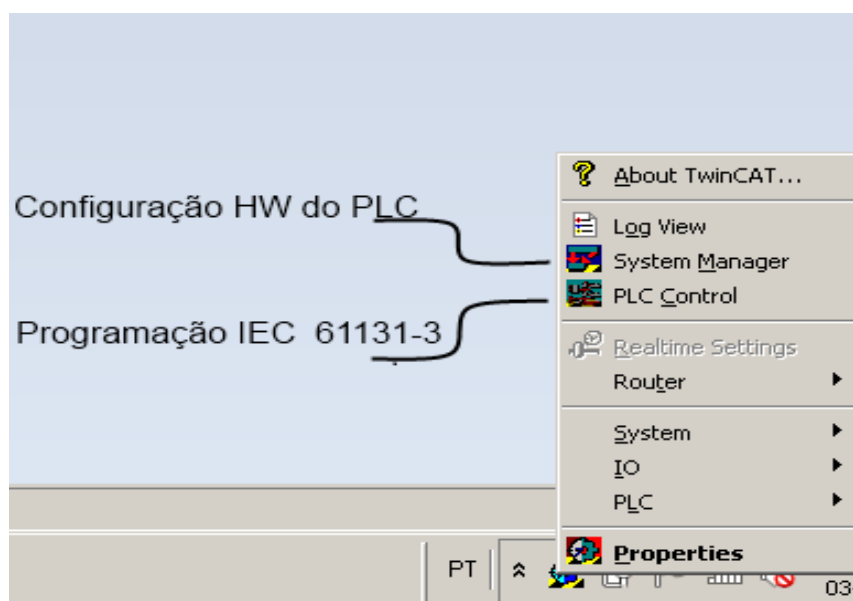 Configuração HW do PLC
Programação IEC 61131-3
About TwinCAT...
Log View
System Manager
PLC Control
Realtime Settings
Router
System
IO
PLC
Properties
PT
03